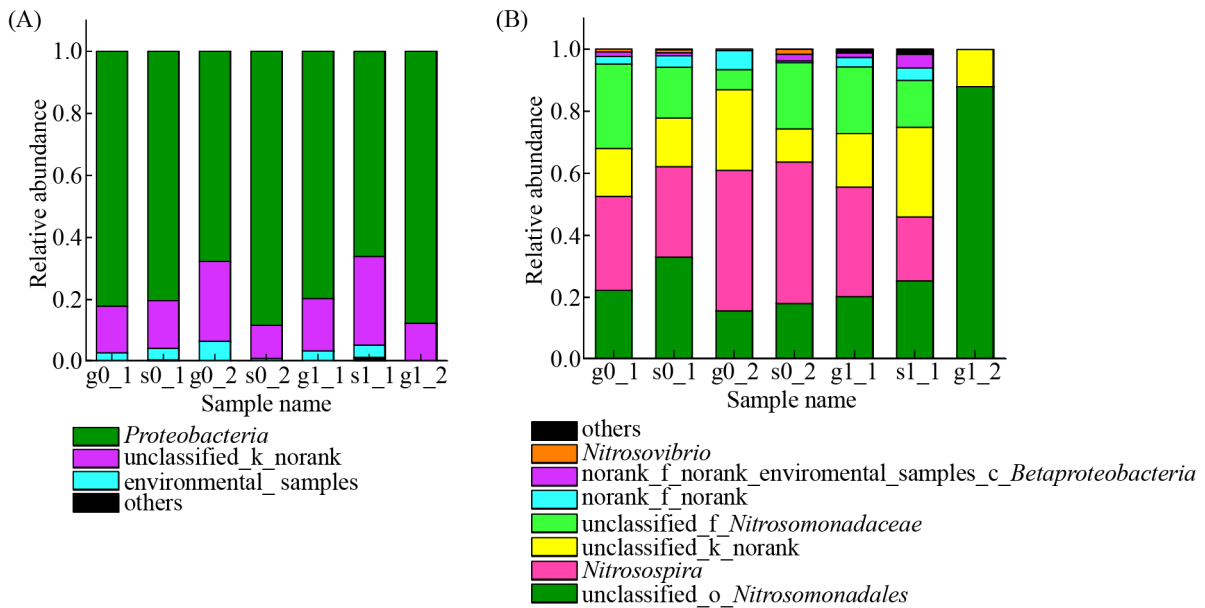 (A)
Relative abundance
1.0
0.8
0.6
0.4
0.2
0.0
g0_1 s0_1 g0_2 s0_2 g1_1 s1_1 g1_2
Sample name
Proteobacteria
unclassified_k_norank
environmental_ samples
others
(B)
Relative abundance
1.0
0.8
0.6
0.4
0.2
0.0
g0_1 s0_1 g0_2 s0_2 g1_1 s1_1 g1_2
Sample name
others
Nitrosovibrio
norank_f_norank_enviromental_samples_c_Betaproteobacteria
norank_f_norank
unclassified_f_Nitrosomonadaceae
unclassified_k_norank
Nitrosospira
unclassified_o_Nitrosomonadales